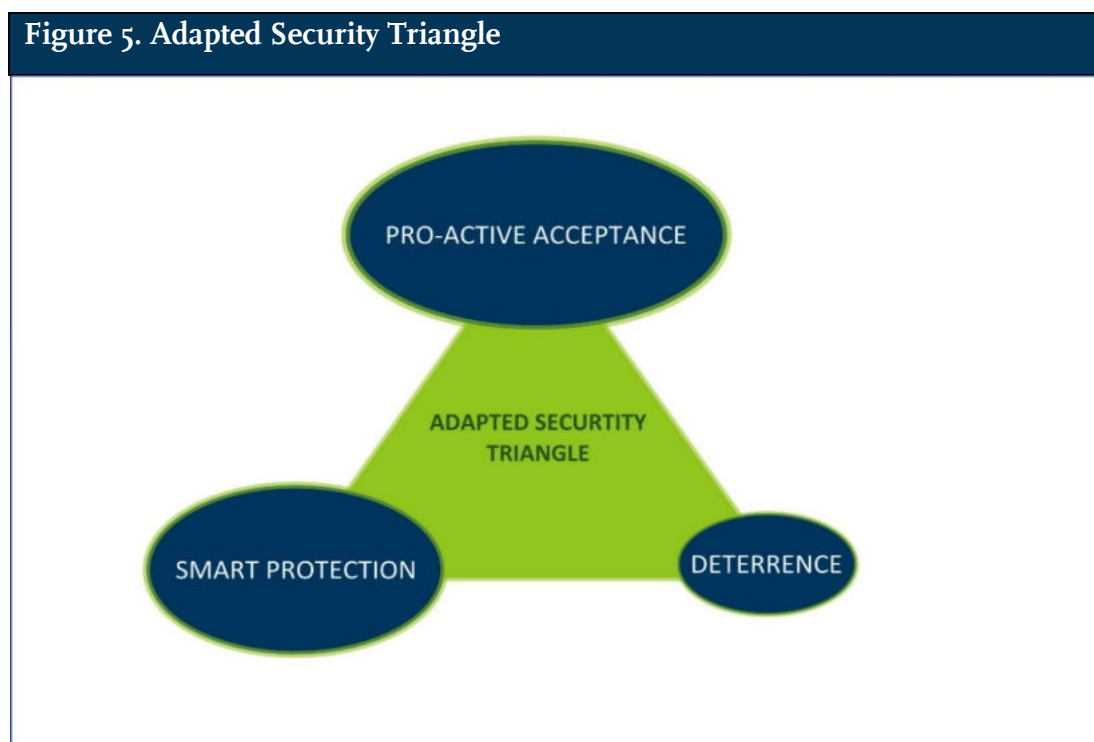 Figure 5. Adapted Security Triangle
PRO-ACTIVE ACCEPTANCE
ADAPTED SECURTITY
TRIANGLE
SMART PROTECTION
DETERRENCE